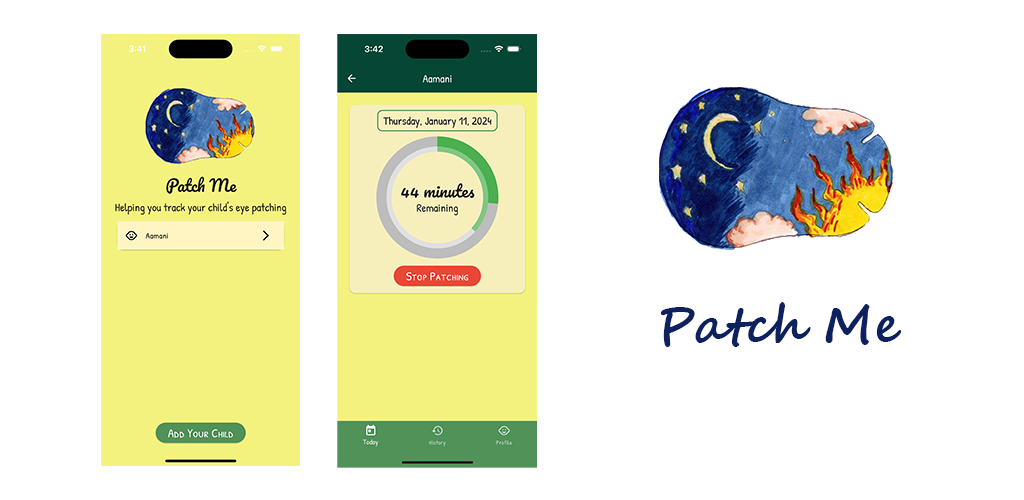 3:41
Patch Me
Helping you track your child's eye patching
Aamani
Add Your Child
3:42
Aamani
Thursday, January 11, 2024
44 minutes
Remaining
Stop Patching
Today
History
Profile
Patch Me